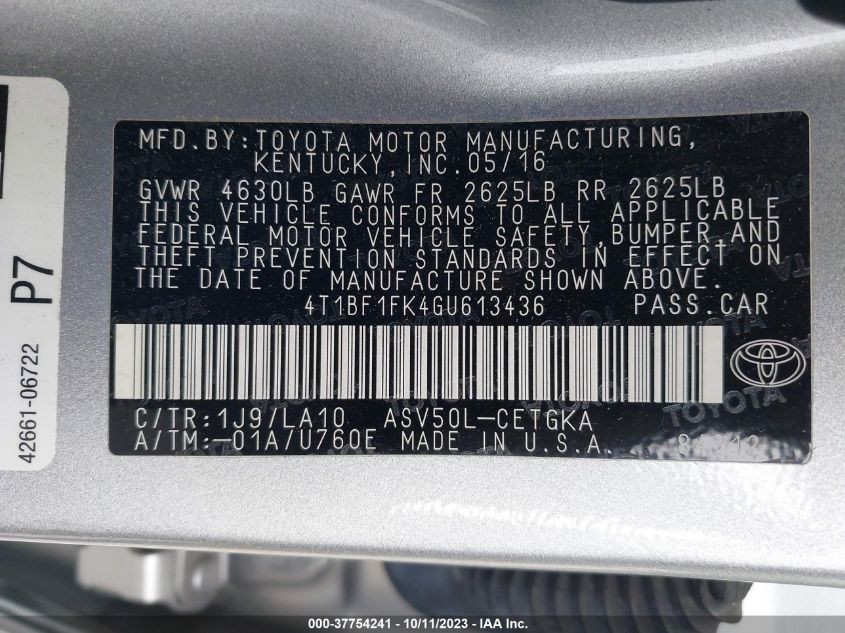 MFD.BY:TOYOTA MOTOR MANUFACTURING,
KENTUCKY,INC.05/16
GVWR 4630LB GAWR FR 2625LB RR 2625LB
THIS VEHICLE CONFORMS TO ALL APPLICABLE
FEDERAL MOTOR VEHICLE SAFETY,BUMPER,AND
THEFT PREVENTION STANDARDS IN EFFECT ON
THE DATE OF MANUFACTURE SHOWN ABOVE.
4T1BF1FK4GU613436 PASS.CAR
C/TR:1J9/LA10 ASV50L-CETGKA
A/TM:-01A/U760E MADE IN U.S.A.
P7
42661-06722
000-37754241 - 10/11/2023 - IAA Inc.